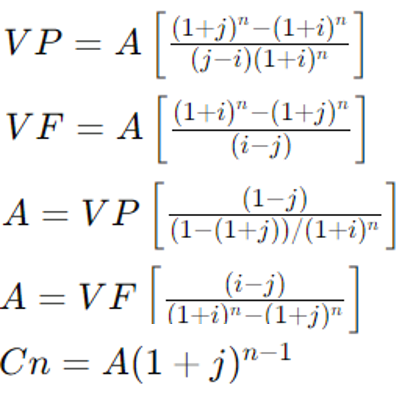 VP = A [ ((1+j)^n − (1+i)^n) / ((j−i)(1+i)^n) ]
VF = A [ ((1+i)^n − (1+j)^n) / (i−j) ]
A = VP [ (1−j) / ((1−(1+j))/(1+i)^n) ]
A = VF [ (i−j) / ((1+i)^n − (1+j)^n) ]
Cn = A(1 + j)^{n−1}